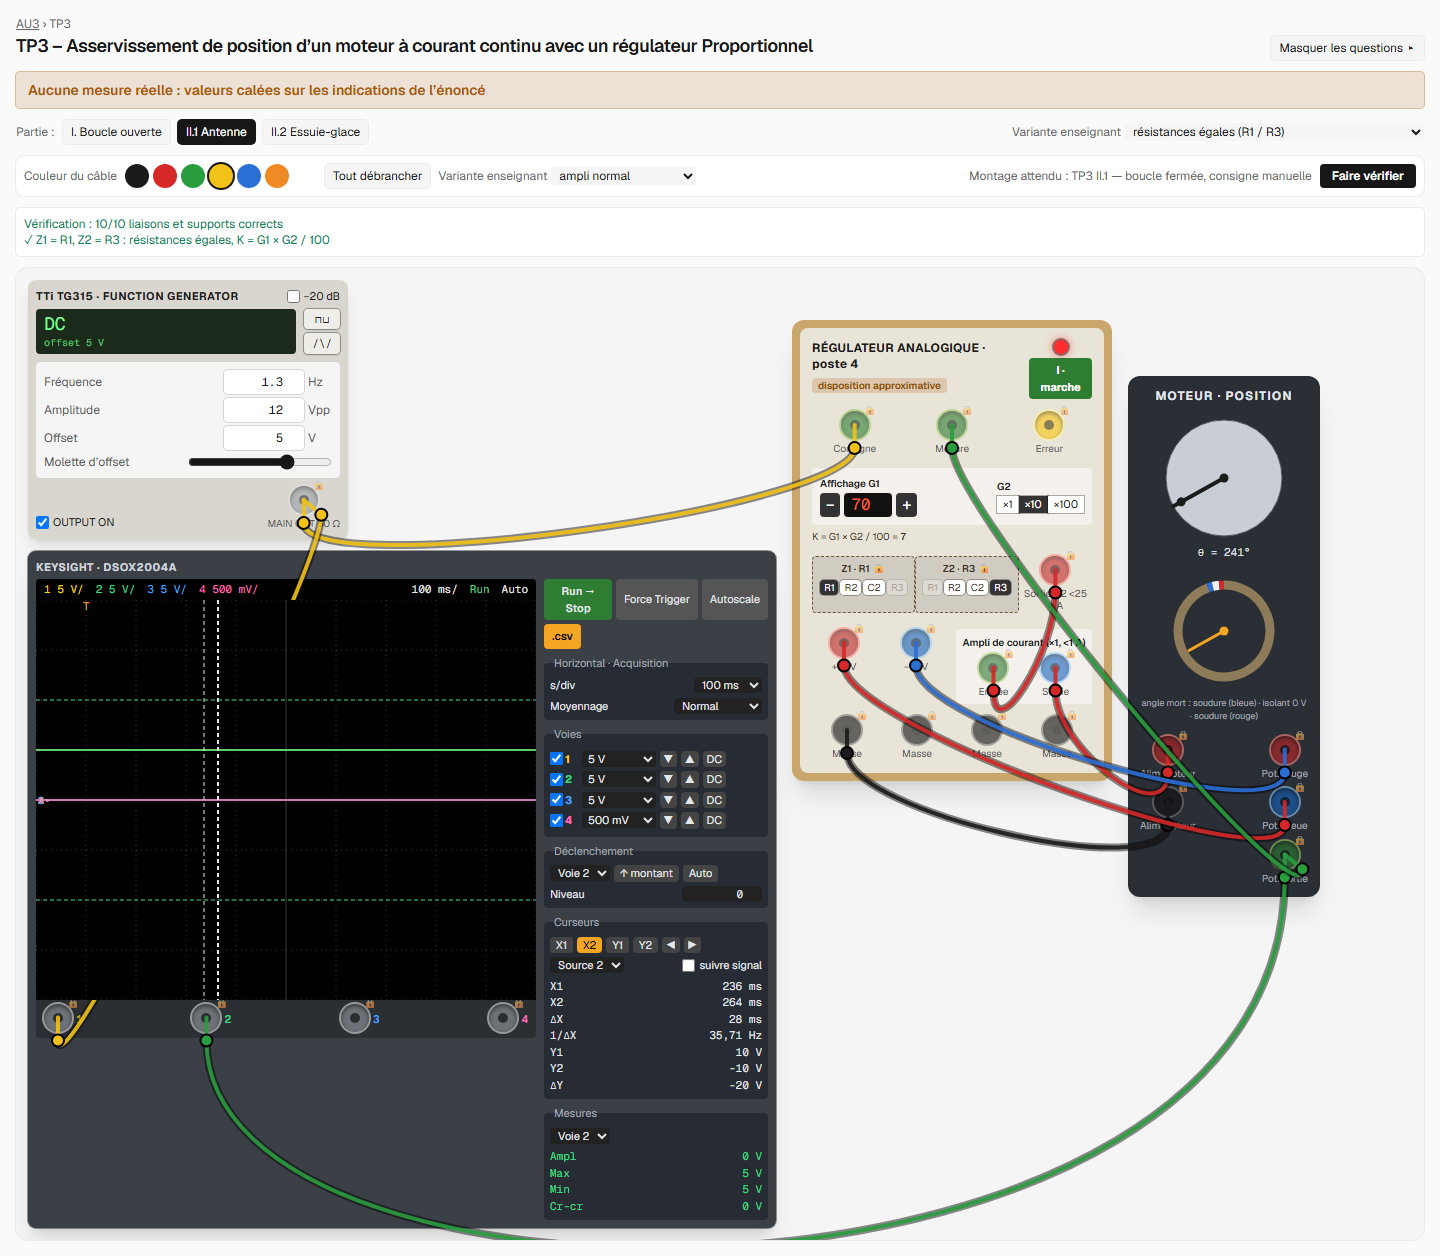 AU3 › TP3
TP3 – Asservissement de position d’un moteur à courant continu avec un régulateur Proportionnel
Masquer les questions ▸
Aucune mesure réelle : valeurs calées sur les indications de l’énoncé
Partie : I. Boucle ouverte II.1 Antenne II.2 Essuie-glace
Variante enseignant résistances égales (R1 / R3)
Couleur du câble Tout débrancher Variante enseignant ampli normal
Montage attendu : TP3 II.1 — boucle fermée, consigne manuelle Faire vérifier
Vérification : 10/10 liaisons et supports corrects
✓ Z1 = R1, Z2 = R3 : résistances égales, K = G1 × G2 / 100
TTi TG315 · FUNCTION GENERATOR −20 dB
DC
offset 5 V
Fréquence 1.3 Hz
Amplitude 12 Vpp
Offset 5 V
Molette d’offset
OUTPUT ON
MAIN
KEYSIGHT · DSOX2004A
1 5 V/ 2 5 V/ 3 5 V/ 4 500 mV/ 100 ms/ Run Auto
T
1 2 3 4
Run → Stop
Force Trigger
Autoscale
.csv
Horizontal · Acquisition
s/div 100 ms
Moyennage Normal
Voies
1 5 V ▼ ▲ DC
2 5 V ▼ ▲ DC
3 5 V ▼ ▲ DC
4 500 mV ▼ ▲ DC
Déclenchement
Voie 2 ↑ montant Auto
Niveau 0
Curseurs
X1 X2 Y1 Y2 ◀ ▶
Source 2 suivre signal
X1 236 ms
X2 264 ms
ΔX 28 ms
1/ΔX 35,71 Hz
Y1 10 V
Y2 -10 V
ΔY -20 V
Mesures
Voie 2
Ampl 0 V
Max 5 V
Min 5 V
Cr-cr 0 V
RÉGULATEUR ANALOGIQUE ·
poste 4
disposition approximative
I ·
marche
Erreur
Affichage G1
− 70 +
G2
×1 ×10 ×100
K = G1 × G2 / 100 = 7
Z1 · R1
R1 R2 C2 R3
Z2 · R3
R1 R2 C2 R3
Ampli de courant (×1, <1 A)
Masse Masse
MOTEUR · POSITION
θ = 241°
angle mort : soudure (bleue) · isolant 0 V
· soudure (rouge)